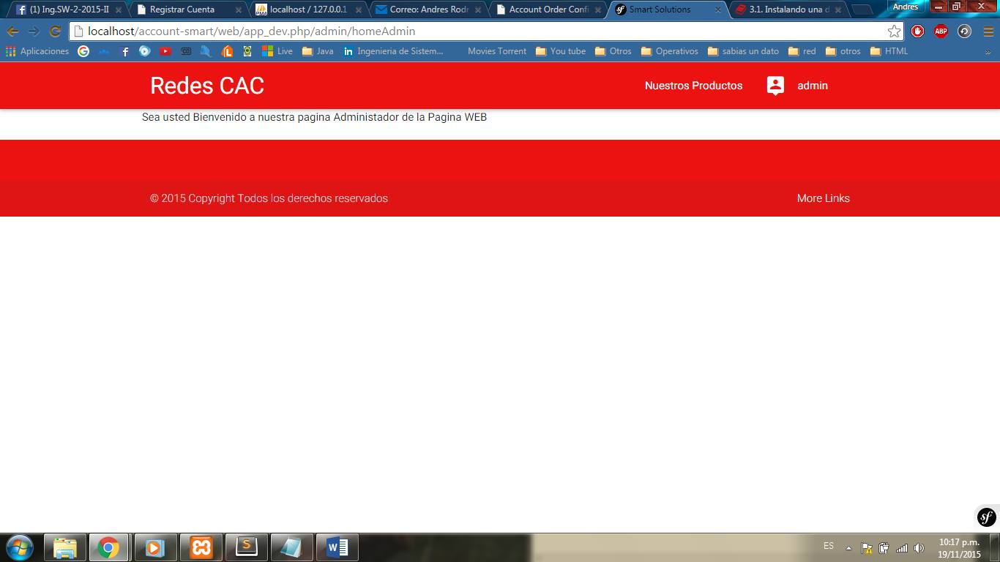 (1) Ing.SW-2-2015-II
Registrar Cuenta
localhost / 127.0.0.1
Correo: Andres Rodr
Account Order Confi
Smart Solutions
3.1. Instalando una d
Andres
localhost/account-smart/web/app_dev.php/admin/homeAdmin
ABP
Aplicaciones
Live
Java
Ingenieria de Sistem...
Movies Torrent
You tube
Otros
Operativos
sabias un dato
red
otros
HTML
»
Redes CAC
Nuestros Productos
admin
Sea usted Bienvenido a nuestra pagina Administador de la Pagina WEB
© 2015 Copyright Todos los derechos reservados
More Links
sf
ES
10:17 p.m.
19/11/2015